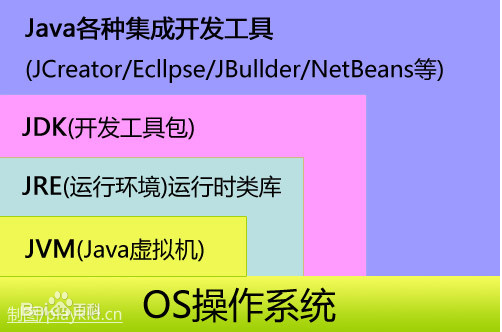 Java各种集成开发工具
(JCreator/Ecllpse/JBullder/NetBeans等)
JDK(开发工具包)
JRE(运行环境)运行时类库
JVM(Java虚拟机)
OS操作系统
Bai百科
制图/playkid.cn